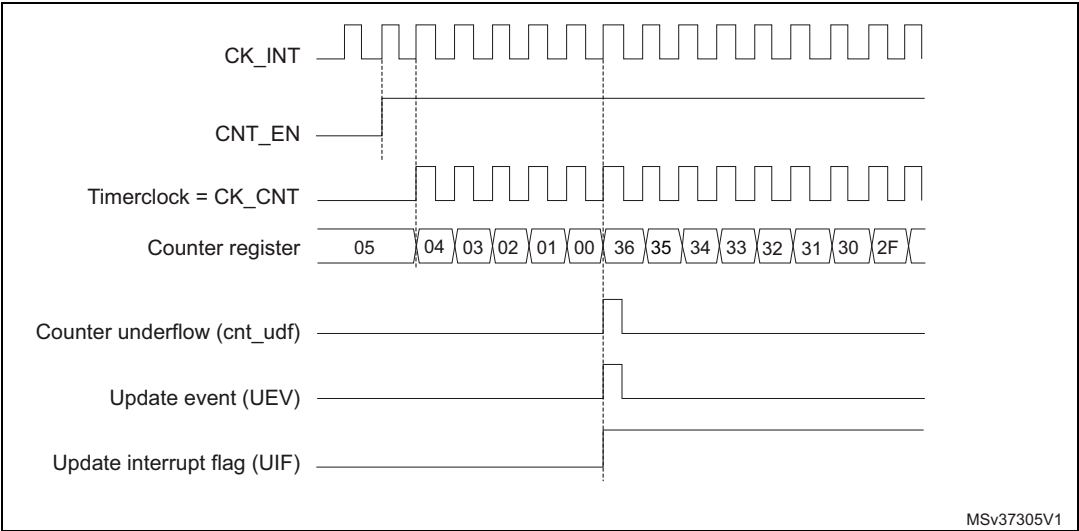 CK_INT
CNT_EN
Timerclock = CK_CNT
Counter register 05 04 03 02 01 00 36 35 34 33 32 31 30 2F
Counter underflow (cnt_udf)
Update event (UEV)
Update interrupt flag (UIF)
MSv37305V1